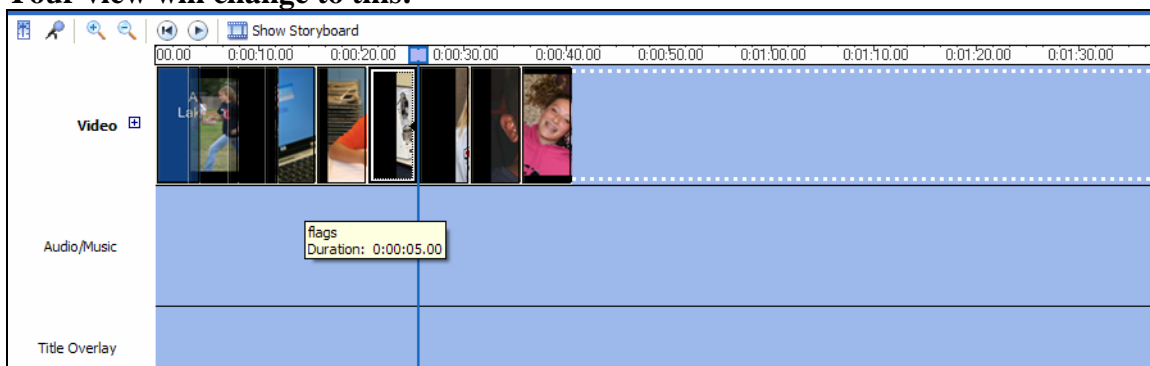 Your view will change to this:
Show Storyboard
00.00 0:00:10.00 0:00:20.00 0:00:30.00 0:00:40.00 0:00:50.00 0:01:00.00 0:01:10.00 0:01:20.00 0:01:30.00
A
Lak
Video
flags
Duration: 0:00:05.00
Audio/Music
Title Overlay